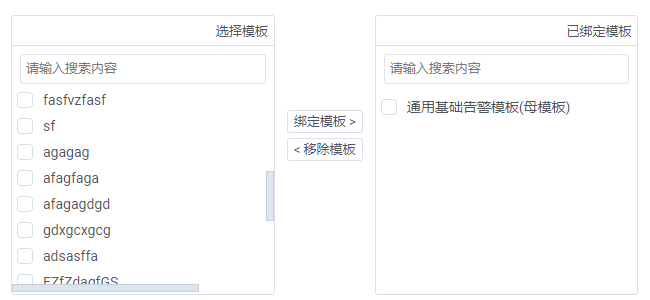 选择模板
请输入搜索内容
fasfvzfasf
sf
agagag
afagfaga
afagagdgd
gdxgcxgcg
adsasffa
FZfZdagfGS
绑定模板 >
< 移除模板
已绑定模板
请输入搜索内容
通用基础告警模板(母模板)